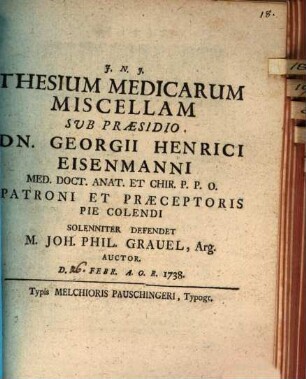 18.
J. N. J.
THESIUM MEDICARUM
MISCELLAM
SUB PRÆSIDIO.
DN. GEORGII HENRICI
EISENMANNI
MED. DOCT. ANAT. ET CHIR. P. P. O.
PATRONI ET PRÆCEPTORIS
PIE COLENDI
SOLENNITER DEFENDET
M. JOH. PHIL. GRAUEL, Arg.
AUCTOR.
D. FEBR. A. O. R. 1738.
Typis MELCHIORIS PAUSCHINGERI, Typogr.